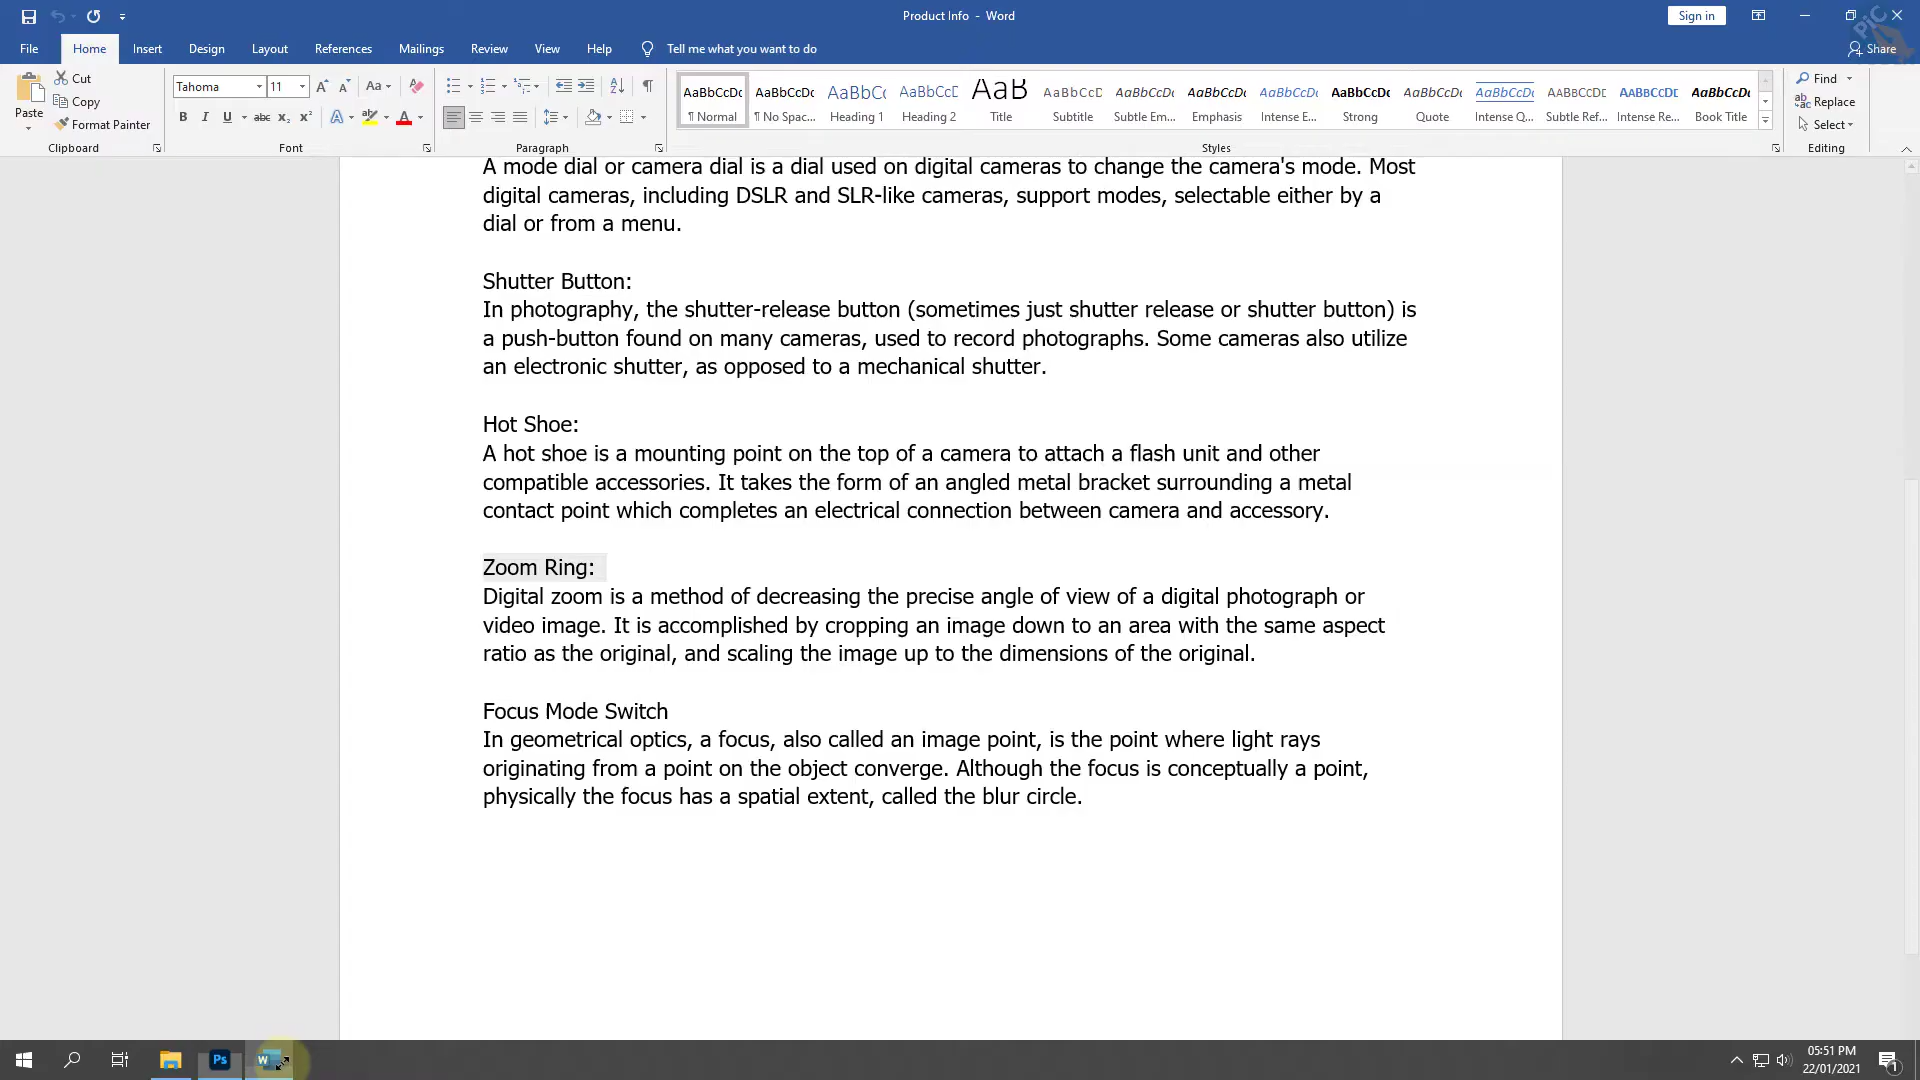 Product Info - Word
Sign in
File Home Insert Design Layout References Mailings Review View Help Tell me what you want to do
Share
Paste
Cut
Copy
Format Painter
Clipboard
Tahoma 11
Font
Paragraph
AaBbCcDc AaBbCcDc AaBbCc AaBbCcD AaB AaBbCcD AaBbCcDc AaBbCcDc AaBbCcDc AaBbCcDc AaBbCcDc AaBbCcDc AABBCCDE AABBCCDE AaBbCcDc
¶ Normal ¶ No Spac... Heading 1 Heading 2 Title Subtitle Subtle Em... Emphasis Intense E... Strong Quote Intense Q... Subtle Ref... Intense Re... Book Title
Styles
Find
Replace
Select
Editing
A mode dial or camera dial is a dial used on digital cameras to change the camera's mode. Most
digital cameras, including DSLR and SLR-like cameras, support modes, selectable either by a
dial or from a menu.
Shutter Button:
In photography, the shutter-release button (sometimes just shutter release or shutter button) is
a push-button found on many cameras, used to record photographs. Some cameras also utilize
an electronic shutter, as opposed to a mechanical shutter.
Hot Shoe:
A hot shoe is a mounting point on the top of a camera to attach a flash unit and other
compatible accessories. It takes the form of an angled metal bracket surrounding a metal
contact point which completes an electrical connection between camera and accessory.
Zoom Ring:
Digital zoom is a method of decreasing the precise angle of view of a digital photograph or
video image. It is accomplished by cropping an image down to an area with the same aspect
ratio as the original, and scaling the image up to the dimensions of the original.
Focus Mode Switch
In geometrical optics, a focus, also called an image point, is the point where light rays
originating from a point on the object converge. Although the focus is conceptually a point,
physically the focus has a spatial extent, called the blur circle.
05:51 PM
22/01/2021